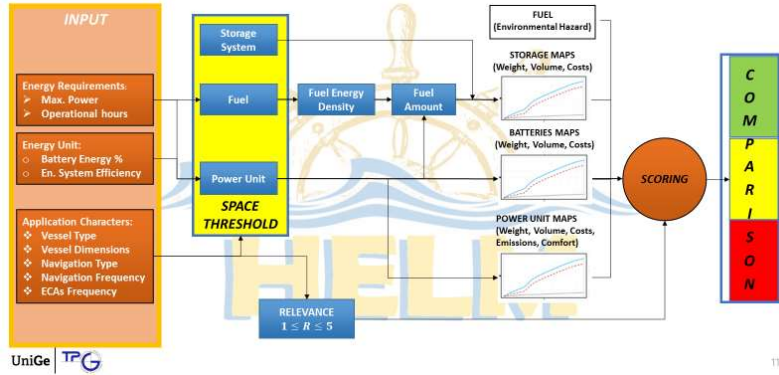 INPUT
Energy Requirements:
➢ Max. Power
➢ Operational hours
Energy Unit:
o Battery Energy %
o En. System Efficiency
Application Characters:
❖ Vessel Type
❖ Vessel Dimensions
❖ Navigation Type
❖ Navigation Frequency
❖ ECAs Frequency
Storage
System
Fuel
Power Unit
SPACE
THRESHOLD
Fuel Energy
Density
Fuel
Amount
RELEVANCE
1 ≤ R ≤ 5
FUEL
(Environmental Hazard)
STORAGE MAPS
(Weight, Volume, Costs)
BATTERIES MAPS
(Weight, Volume, Costs)
POWER UNIT MAPS
(Weight, Volume, Costs,
Emissions, Comfort)
SCORING
C
O
M
P
A
R
I
S
O
N
HELM
UniGe
TPG
11